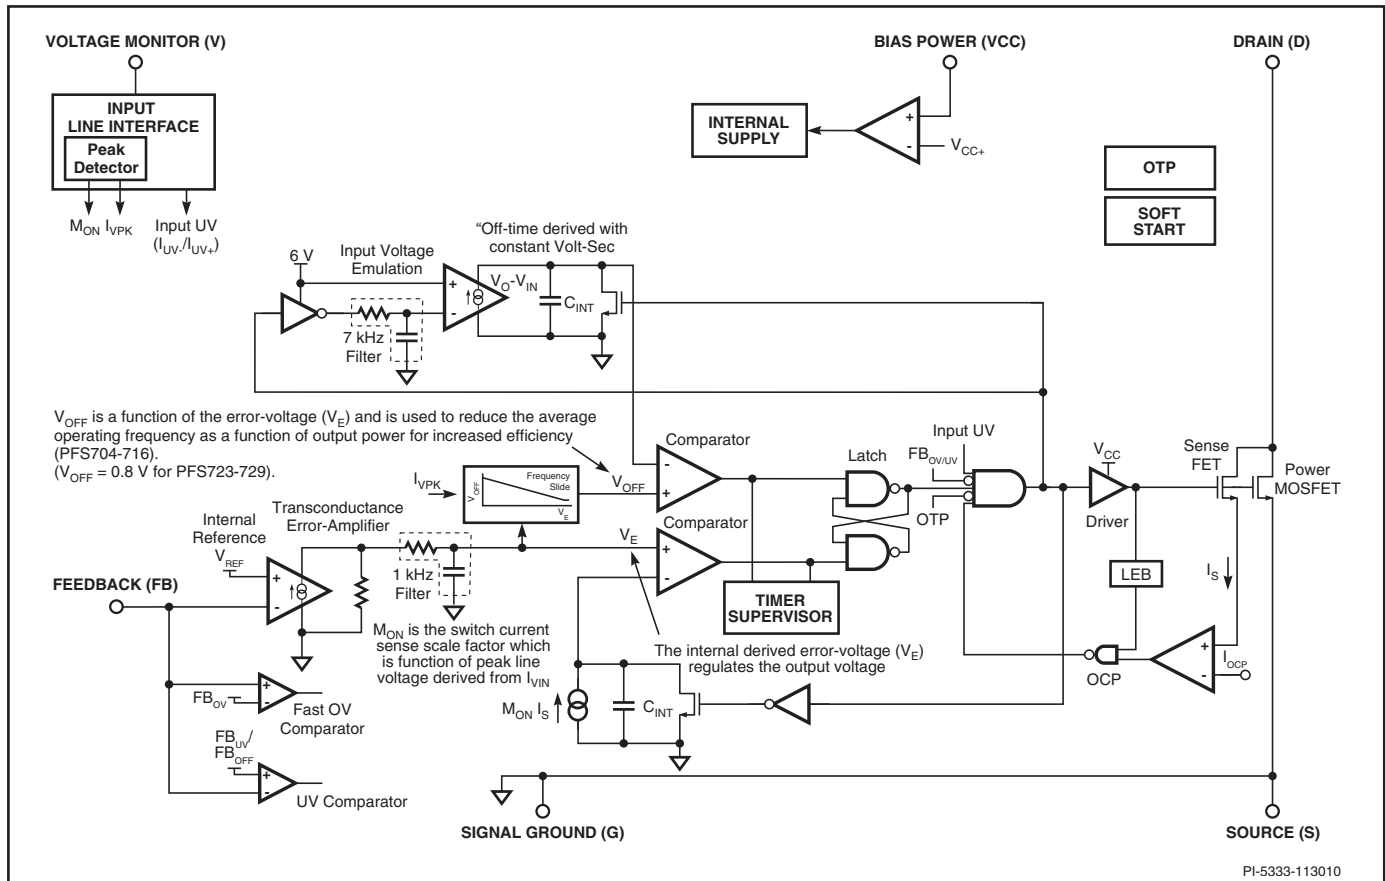 VOLTAGE MONITOR (V)
BIAS POWER (VCC)
DRAIN (D)
INPUT
LINE INTERFACE
Peak
Detector
MON IVPK
Input UV
(IUV-/IUV+)
INTERNAL
SUPPLY
+
-
VCC+
OTP
SOFT
START
6 V
Input Voltage
Emulation
"Off-time derived with
constant Volt-Sec
+
-
VO-VIN
CINT
7 kHz
Filter
VOFF is a function of the error-voltage (VE) and is used to reduce the average
operating frequency as a function of output power for increased efficiency
(PFS704-716).
(VOFF = 0.8 V for PFS723-729).
IVPK
VOFF
Frequency
Slide
VE
VOFF
Comparator
-
+
Latch
Input UV
FBOV/UV
OTP
VCC
Driver
Sense
FET
Power
MOSFET
Internal
Reference
VREF
Transconductance
Error-Amplifier
+
-
1 kHz
Filter
VE
Comparator
+
-
TIMER
SUPERVISOR
LEB
IS
FEEDBACK (FB)
MON is the switch current
sense scale factor which
is function of peak line
voltage derived from IVIN
The internal derived error-voltage (VE)
regulates the output voltage
OCP
+
-
IOCP
FBOV
+
-
Fast OV
Comparator
MON IS
CINT
FBUV/
FBOFF
+
-
UV Comparator
SIGNAL GROUND (G)
SOURCE (S)
PI-5333-113010